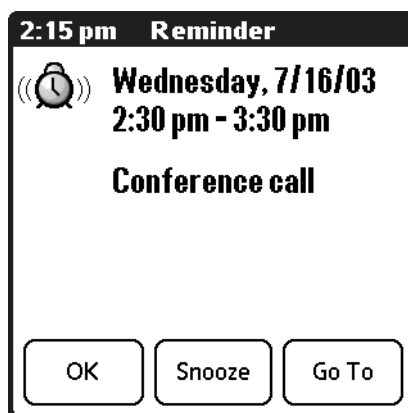 2:15 pm Reminder
Wednesday, 7/16/03
2:30 pm - 3:30 pm
Conference call
OK Snooze Go To